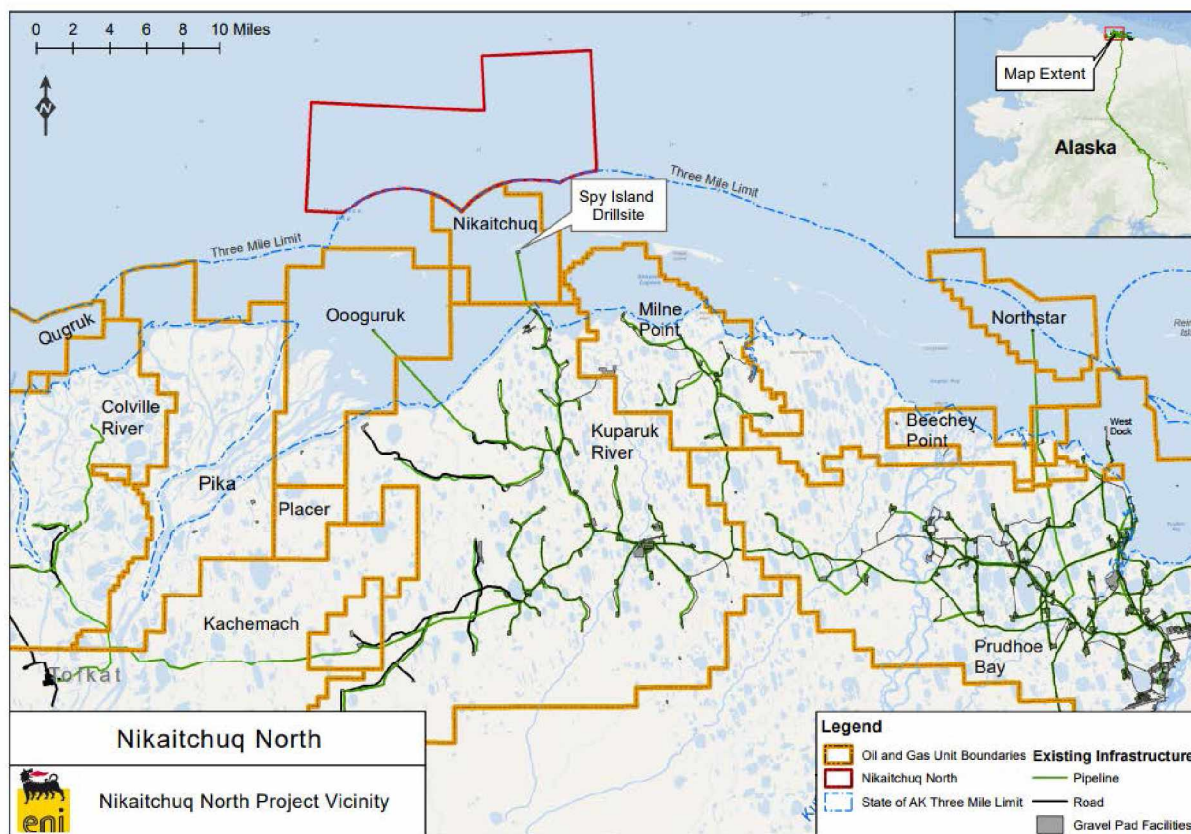 0 2 4 6 8 10 Miles
N
Map Extent
Alaska
Three Mile Limit
Spy Island
Drillsite
Nikaitchuq
Three Mile Limit
Qugruk
Oooguruk
Milne
Point
Northstar
Colville
River
Kuparuk
River
Beechey
Point
West
Dock
Pika
Placer
Kachemach
Prudhoe
Bay
Nikaitchuq North
eni
Nikaitchuq North Project Vicinity
Legend
Oil and Gas Unit Boundaries
Nikaitchuq North
State of AK Three Mile Limit
Existing Infrastructure
Pipeline
Road
Gravel Pad Facilities